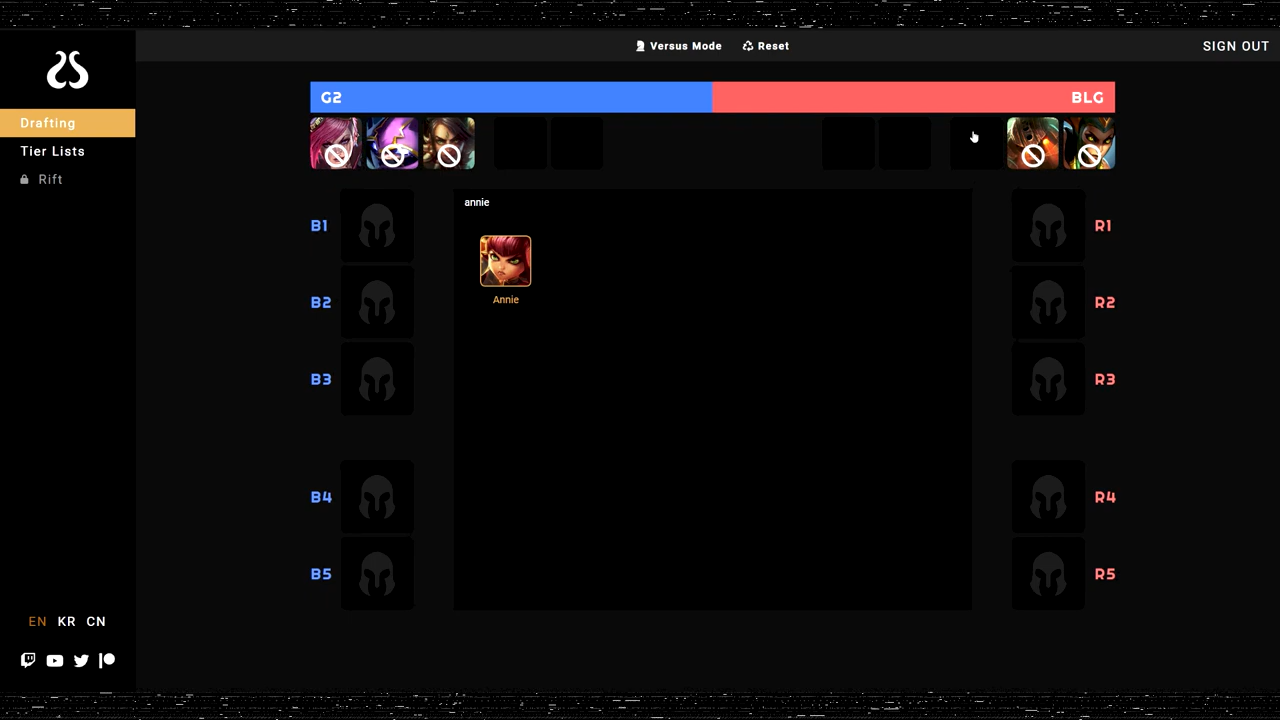 Versus Mode Reset SIGN OUT
G2 BLG
Drafting
Tier Lists
Rift
annie
Annie
B1 R1
B2 R2
B3 R3
B4 R4
B5 R5
EN KR CN